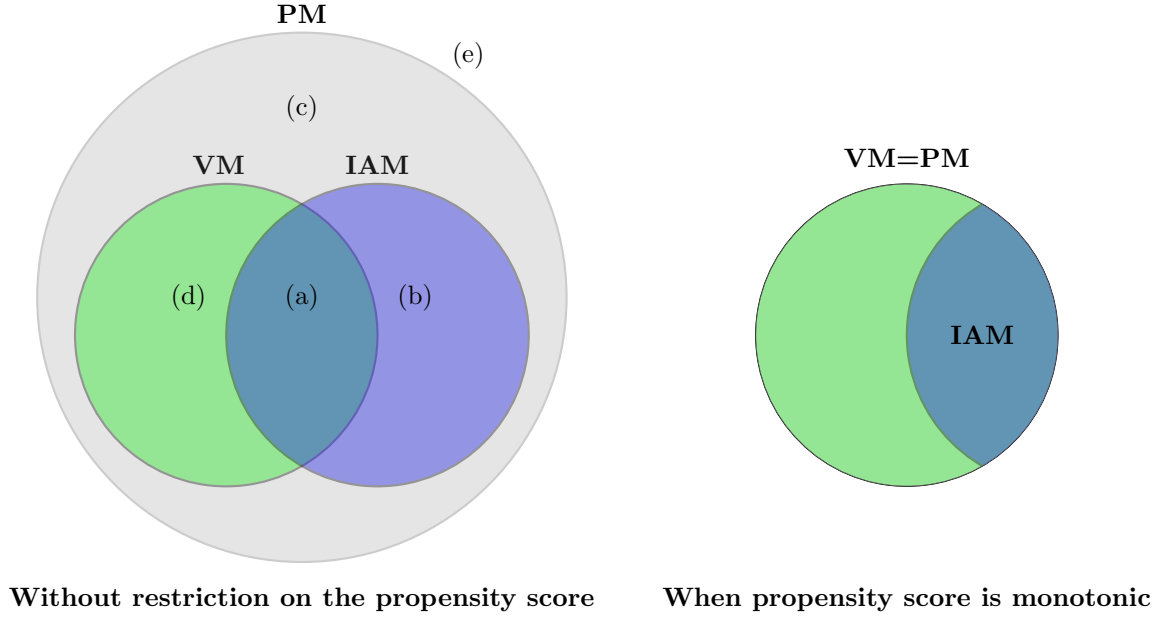 PM
(e)
(c)
VM
IAM
(d)
(a)
(b)
Without restriction on the propensity score
VM=PM
IAM
When propensity score is monotonic